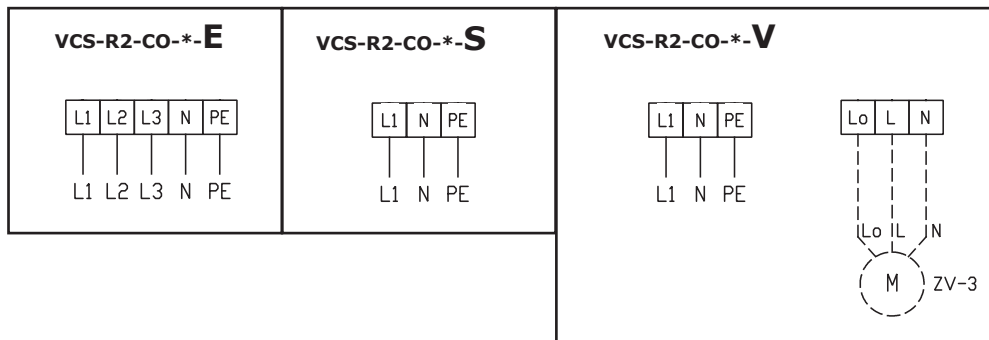 VCS-R2-CO-*-E
L1 L2 L3 N PE
L1 L2 L3 N PE
VCS-R2-CO-*-S
L1 N PE
L1 N PE
VCS-R2-CO-*-V
L1 N PE
L1 N PE
Lo L N
Lo L N
M ZV-3